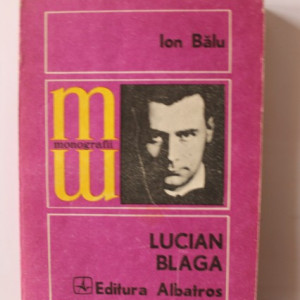 Ion Bălu
m
monografii
m
LUCIAN
BLAGA
Editura Albatros